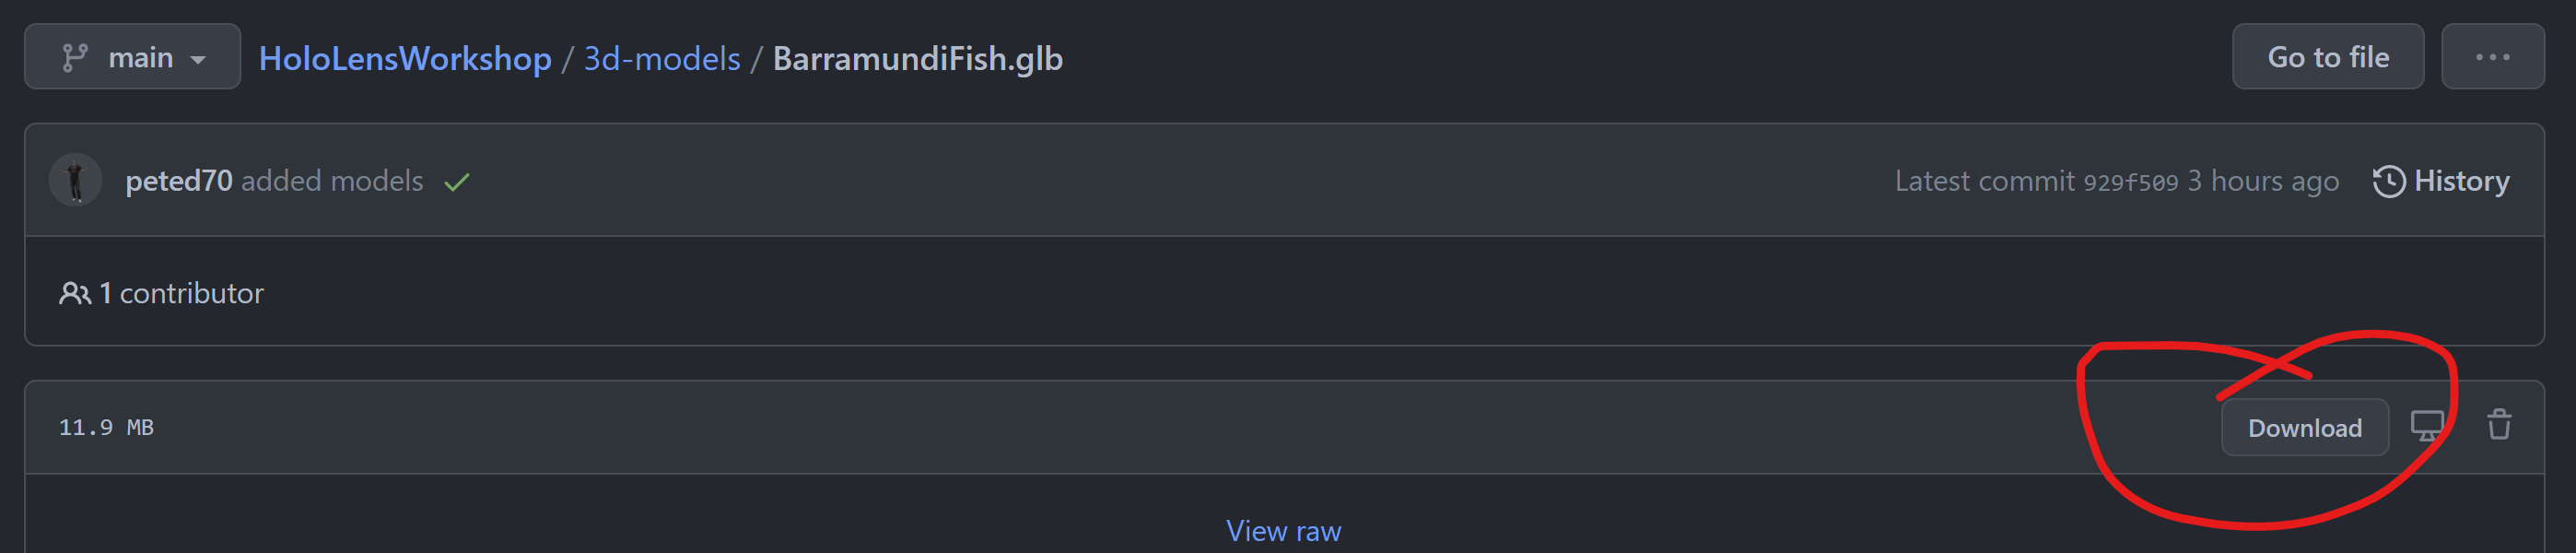 main HoloLensWorkshop / 3d-models / BarramundiFish.glb Go to file ...
peted70 added models Latest commit 929f509 3 hours ago History
1 contributor
11.9 MB Download
View raw